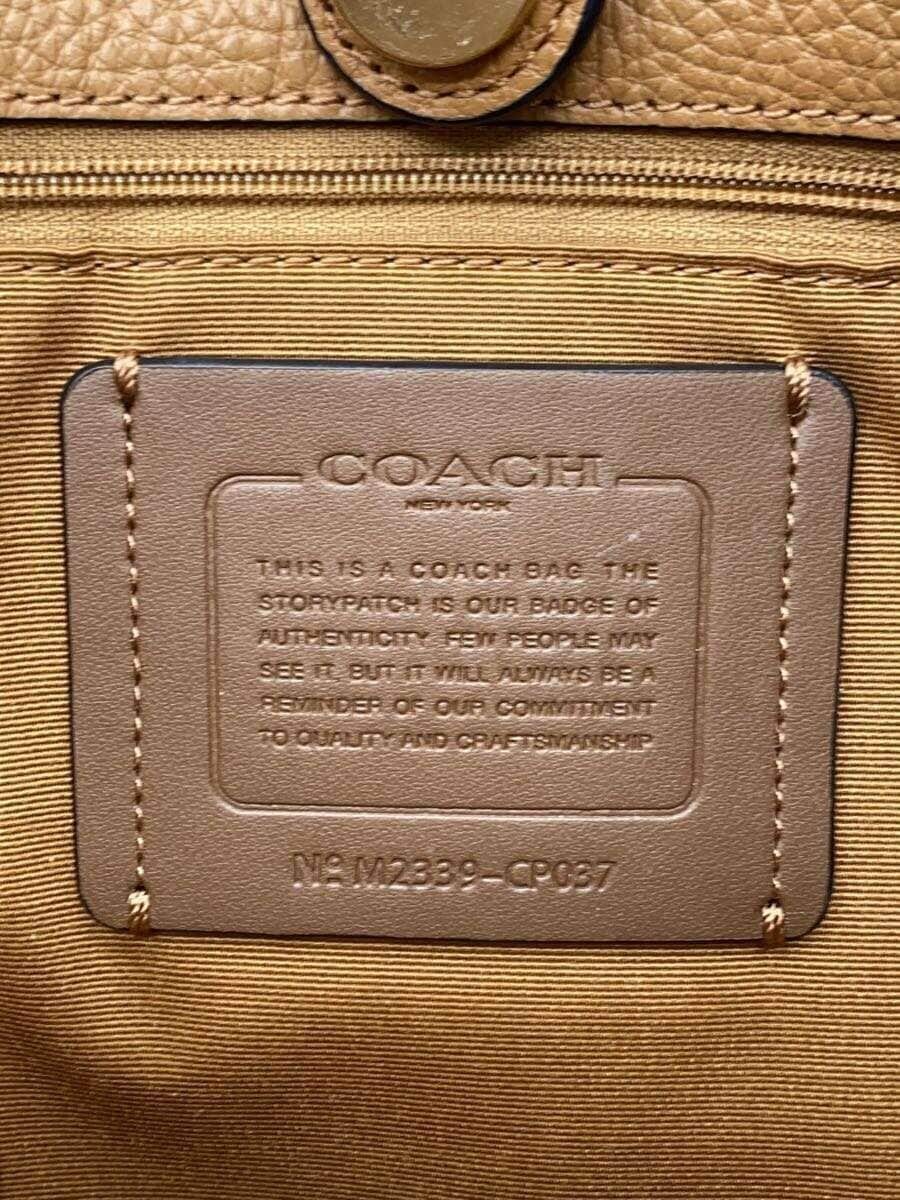 COACH
NEW YORK
THIS IS A COACH BAG THE
STORYPATCH IS OUR BADGE OF
AUTHENTICITY FEW PEOPLE MAY
SEE IT, BUT IT WILL ALWAYS BE A
REMINDER OF OUR COMMITMENT
TO QUALITY AND CRAFTSMANSHIP
Nº M2339-CP037